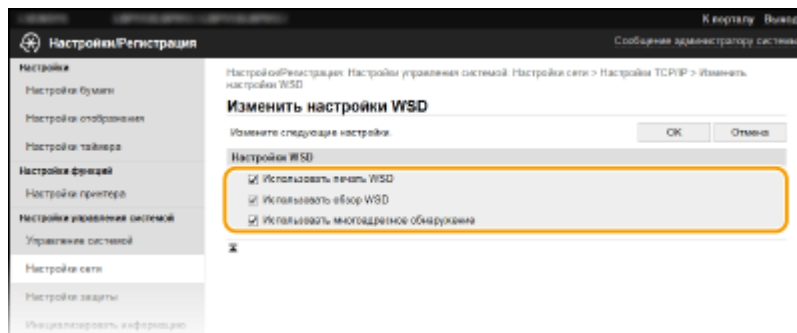 К порталу Выход
Настройки/Регистрация
Сообщение администратору системы
Настройки
Настройки бумаги
Настройки отображения
Настройки таймера
Настройки функций
Настройки принтера
Настройки управления системой
Управление системой
Настройки сети
Настройки защиты
Инициализировать информацию
Настройки/Регистрация: Настройки управления системой: Настройки сети > Настройки TCP/IP > Изменить
настройки WSD
Изменить настройки WSD
Измените следующие настройки.
OK Отмена
Настройки WSD
Использовать печать WSD
Использовать обзор WSD
Использовать многоадресное обнаружение